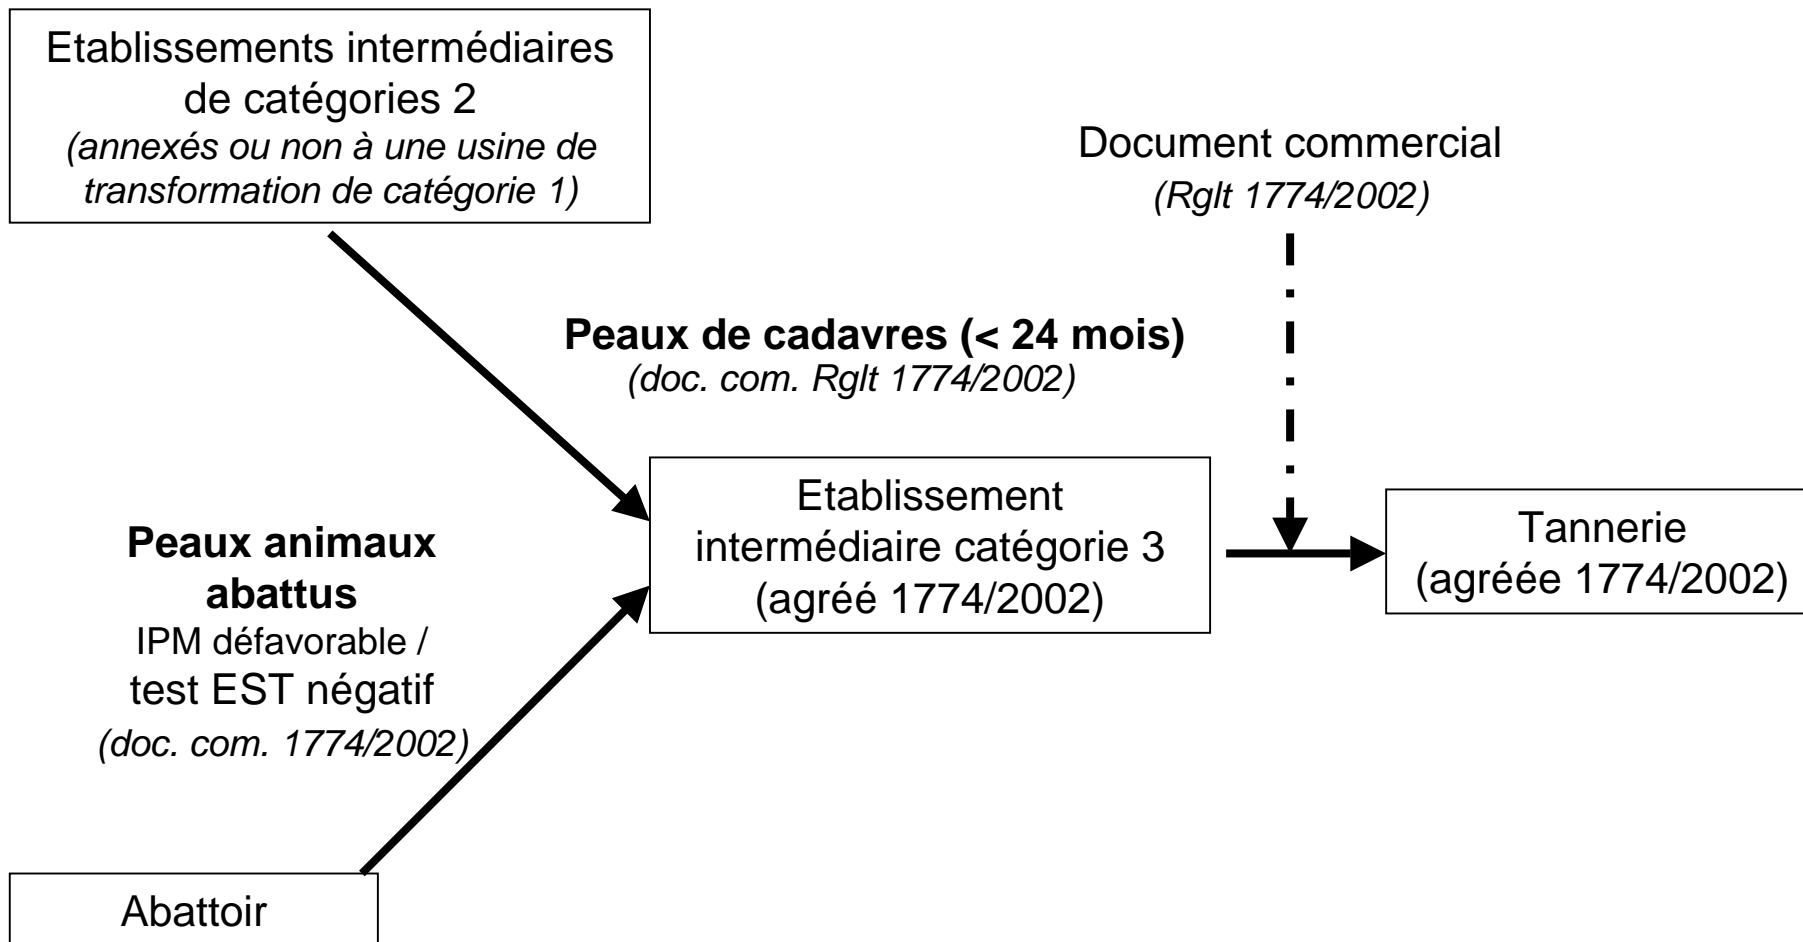 Etablissements intermédiaires
de catégories 2
(annexés ou non à une usine de
transformation de catégorie 1)
Document commercial
(Rglt 1774/2002)
Peaux de cadavres (< 24 mois)
(doc. com. Rglt 1774/2002)
Peaux animaux
abattus
IPM défavorable /
test EST négatif
(doc. com. 1774/2002)
Etablissement
intermédiaire catégorie 3
(agréé 1774/2002)
Tannerie
(agréée 1774/2002)
Abattoir